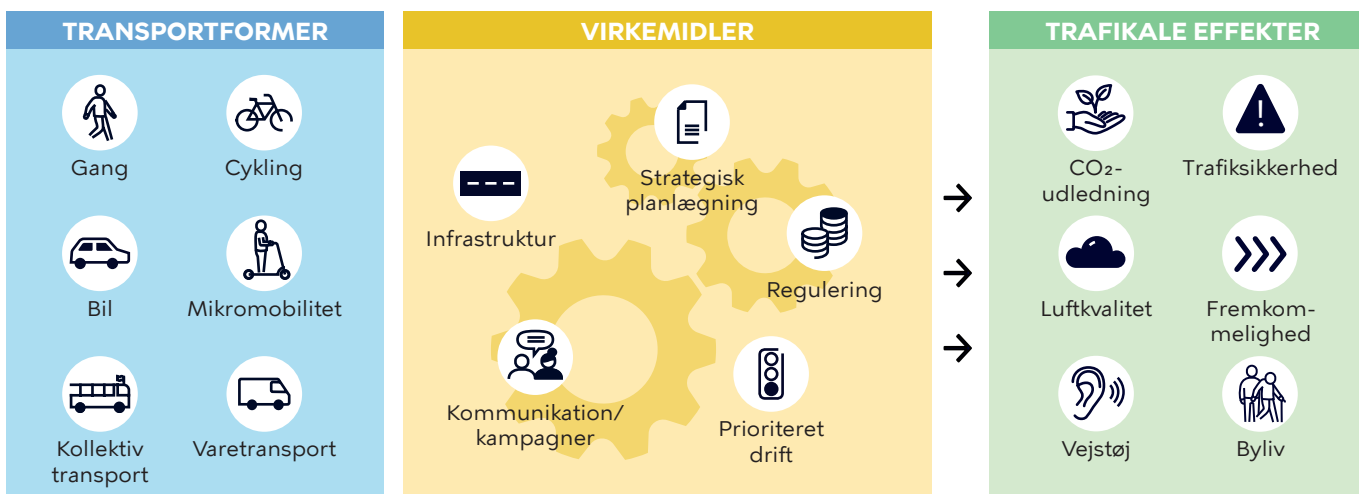 TRANSPORTFORMER
Gang
Cykling
Bil
Mikromobilitet
Kollektiv
transport
Varetransport
VIRKEMIDLER
Strategisk
planlægning
Infrastruktur
Regulering
Kommunikation/
kampagner
Prioriteret
drift
TRAFIKALE EFFEKTER
CO2-
udledning
Trafiksikkerhed
Luftkvalitet
Fremkom-
melighed
Vejstøj
Byliv